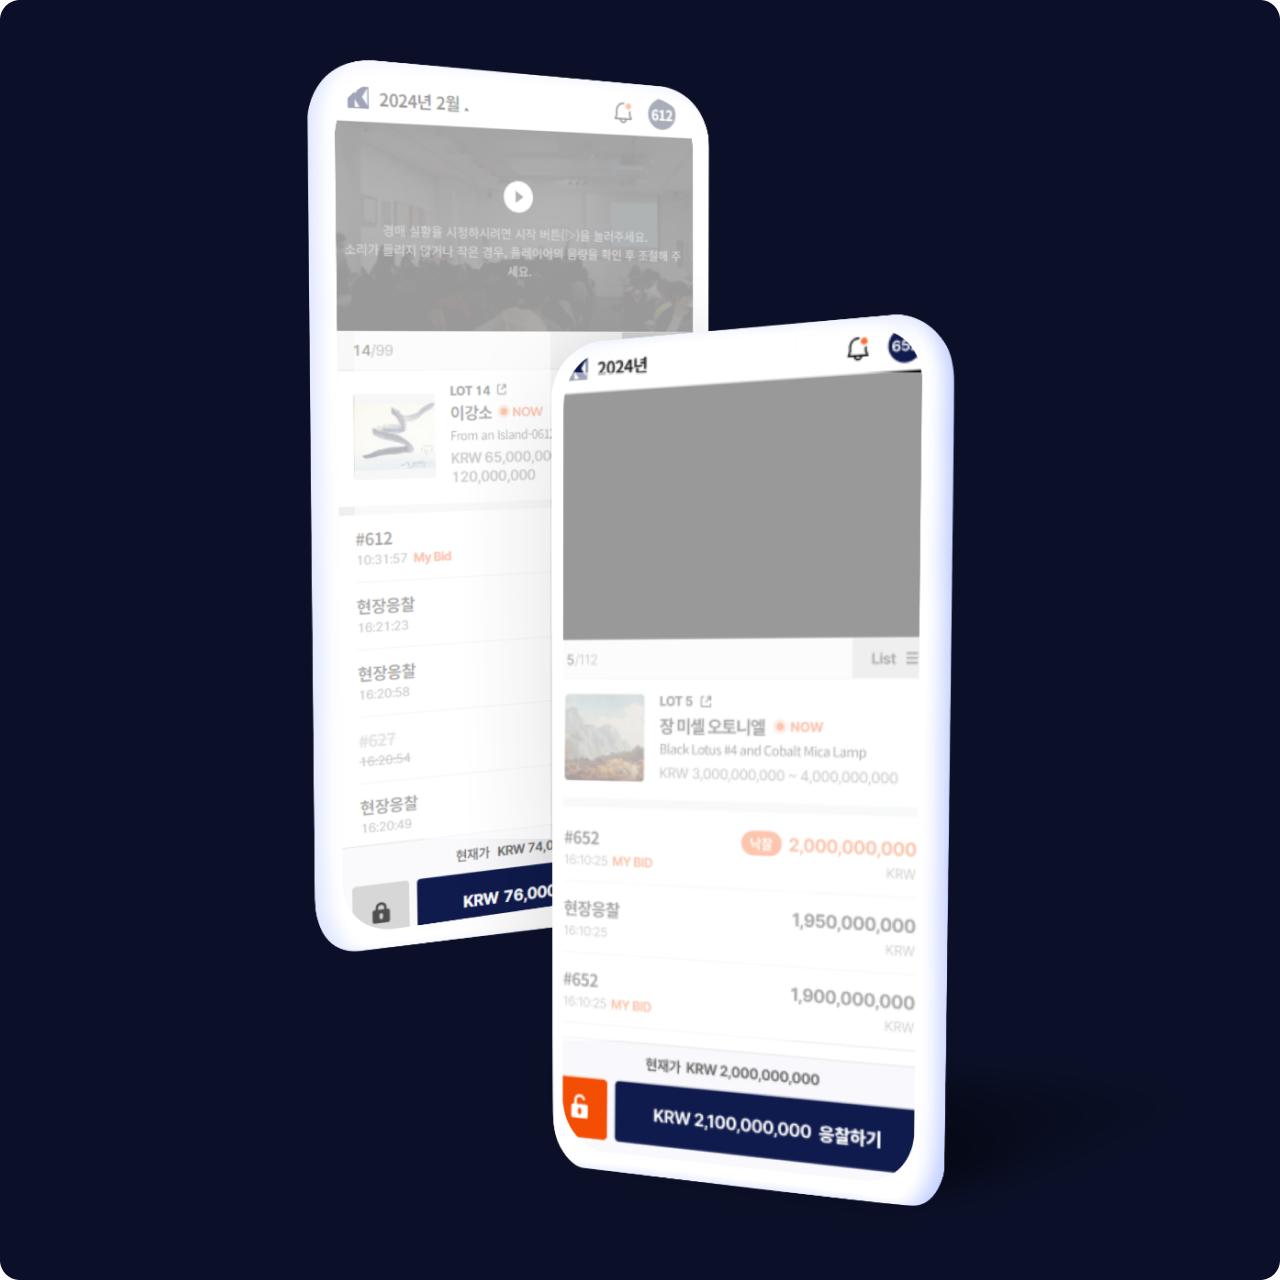 2024년 2월 .
612
경매 실황을 시청하시려면 시작 버튼(▷)을 눌러주세요.
소리가 들리지 않거나 작은 경우, 플레이어의 음량을 확인 후 조절해 주
세요.
14/99
LOT 14
이강소 NOW
From an Island-0612
KRW 65,000,00
120,000,000
#612
10:31:57 My Bid
현장응찰
16:21:23
현장응찰
16:20:58
#627
16:20:54
현장응찰
16:20:49
현재가 KRW 74,0
KRW 76,000
2024년
65
5/112
List
LOT 5
장 미셸 오토니엘 NOW
Black Lotus #4 and Cobalt Mica Lamp
KRW 3,000,000,000 ~ 4,000,000,000
#652 낙찰 2,000,000,000
16:10:25 MY BID KRW
현장응찰 1,950,000,000
16:10:25 KRW
#652 1,900,000,000
16:10:25 MY BID KRW
현재가 KRW 2,000,000,000
KRW 2,100,000,000 응찰하기